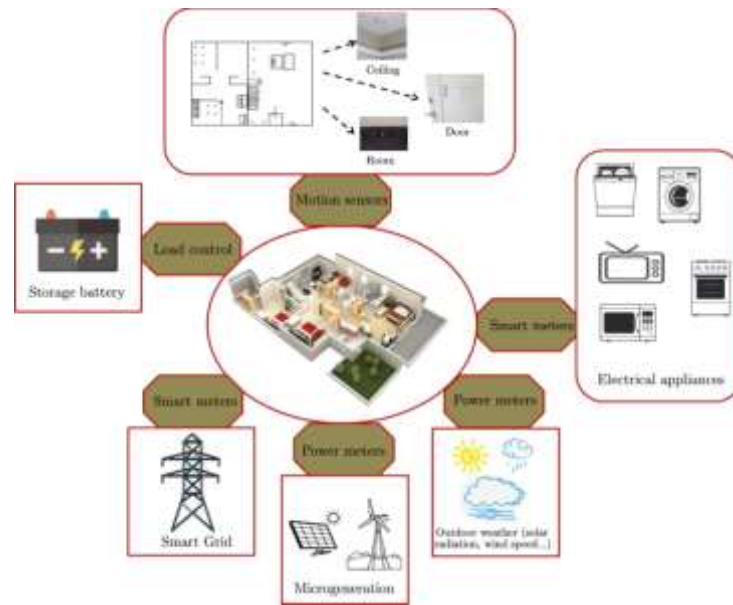 Ceiling
Door
Room
Motion sensors
Load control
Storage battery
Smart meters
Electrical appliances
Smart meters
Power meters
Power meters
Smart Grid
Outdoor weather (solar
radiation, wind speed...)
Microgeneration